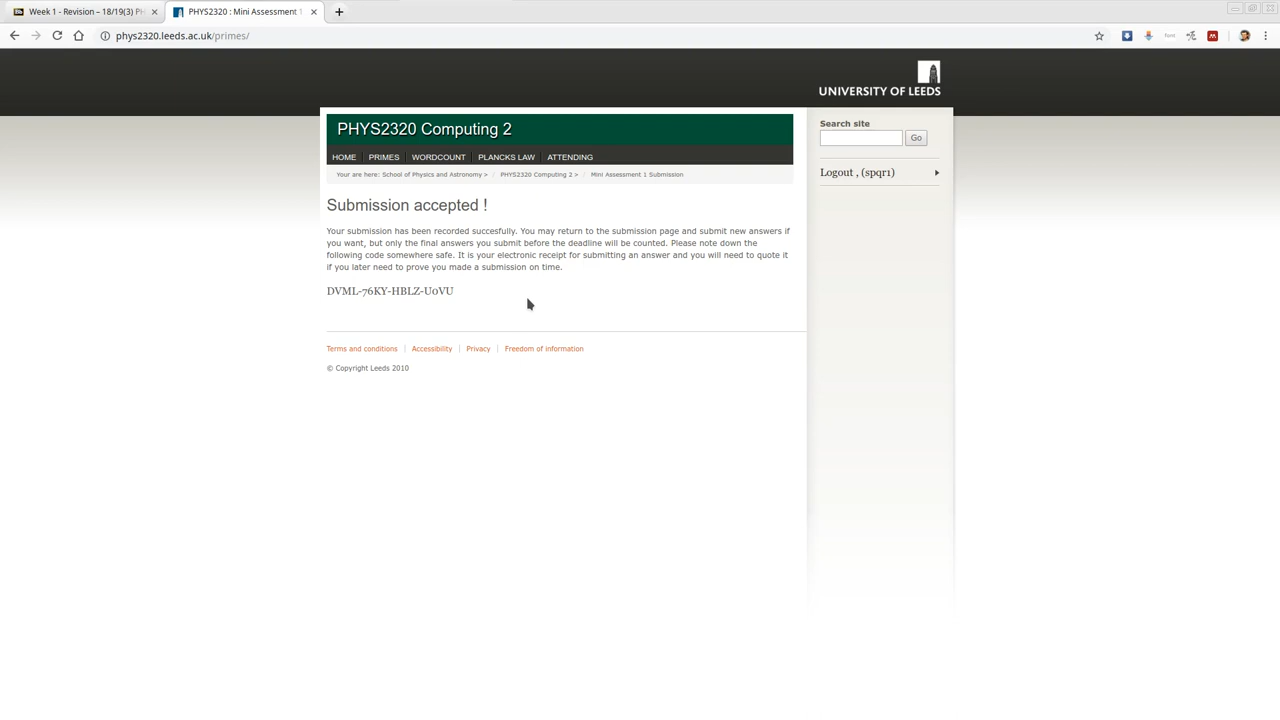 Week 1 - Revision – 18/19(3) PH
PHYS2320 : Mini Assessment 1
phys2320.leeds.ac.uk/primes/
UNIVERSITY OF LEEDS
PHYS2320 Computing 2
HOME PRIMES WORDCOUNT PLANCKS LAW ATTENDING
Your are here: School of Physics and Astronomy > / PHYS2320 Computing 2 > / Mini Assessment 1 Submission
Search site
Go
Logout , (spqr1)
Submission accepted !
Your submission has been recorded succesfully. You may return to the submission page and submit new answers if
you want, but only the final answers you submit before the deadline will be counted. Please note down the
following code somewhere safe. It is your electronic receipt for submitting an answer and you will need to quote it
if you later need to prove you made a submission on time.
DVML-76KY-HBLZ-U0VU
Terms and conditions | Accessibility | Privacy | Freedom of information
© Copyright Leeds 2010